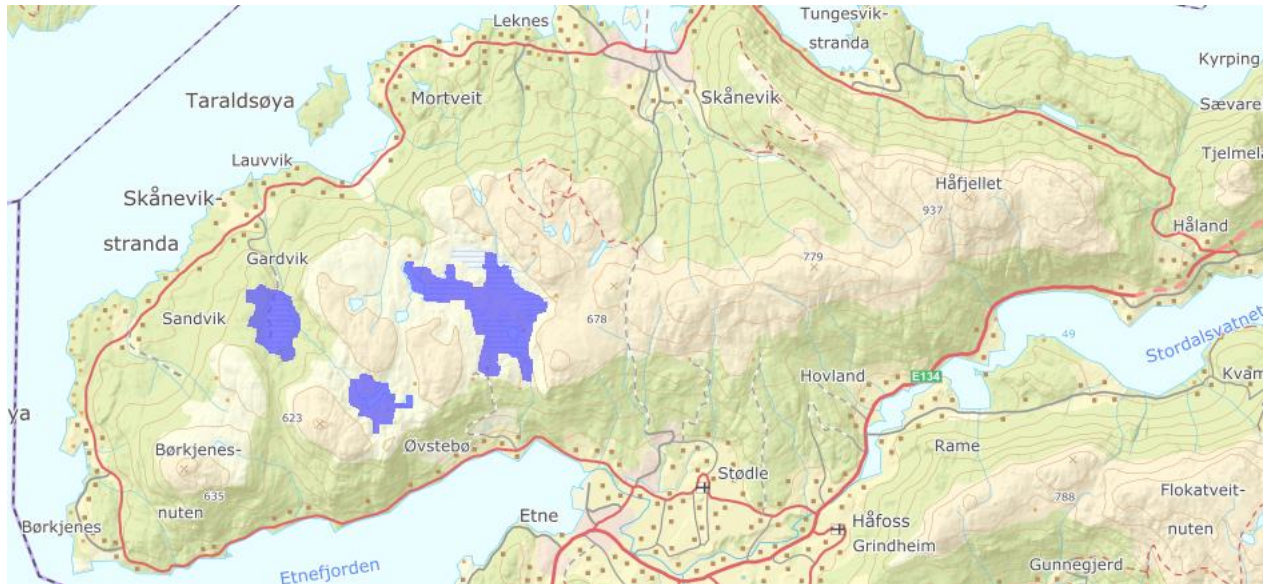 Leknes
Tungesvik-
stranda
Kyrping
Taraldsøya
Mortveit
Skånevik
Sævare
Lauvvik
Tjelmela
Skånevik-
stranda
Håfjellet
937
Håland
Gardvik
779
Sandvik
678
49
Stordalsvatnet
Hovland
E134
Kvam
ya
623
Øvstebø
Rame
Børkjenes-
nuten
635
Stødle
788
Flokatveit-
nuten
Børkjenes
Etne
Håfoss
Grindheim
Etnefjorden
Gunnegjerd